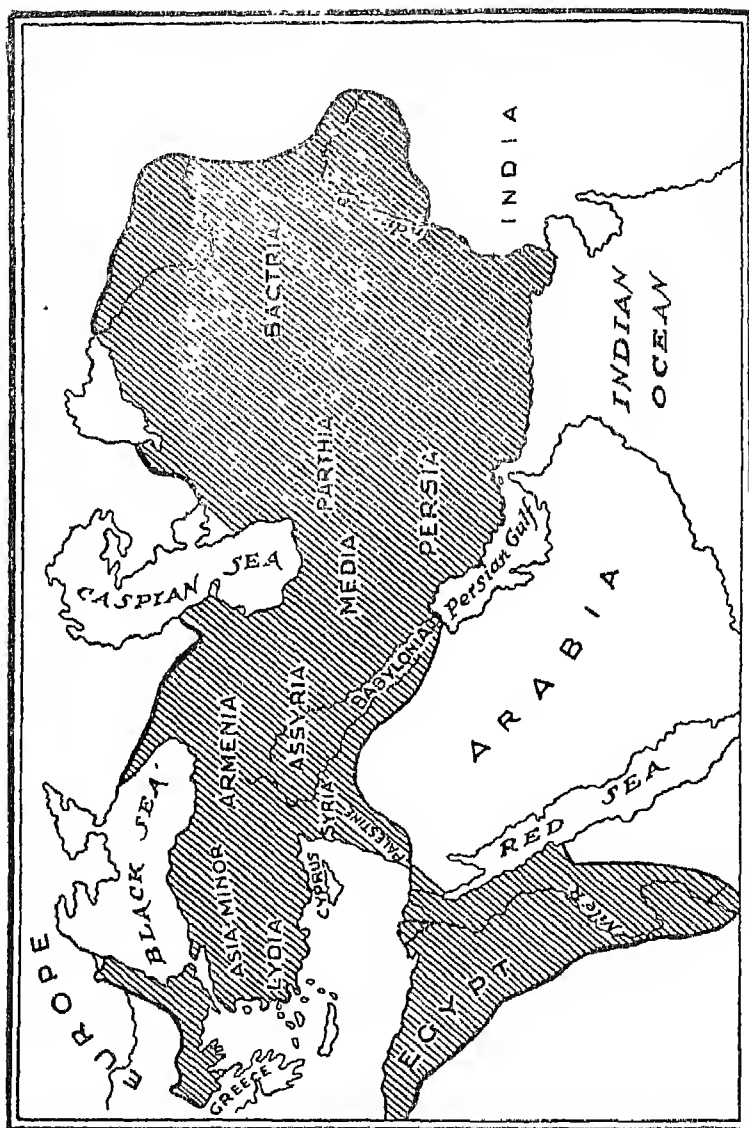 EUROPE
BLACK SEA
CASPIAN SEA
GREECE
ASIA MINOR
LYDIA
ARMENIA
CYPRUS
SYRIA
PALESTINE
ASSYRIA
BABYLONIA
MEDIA
PARTHIA
BACTRIA
PERSIA
Persian Gulf
INDIA
INDIAN
OCEAN
ARABIA
RED SEA
EGYPT
Nile R.